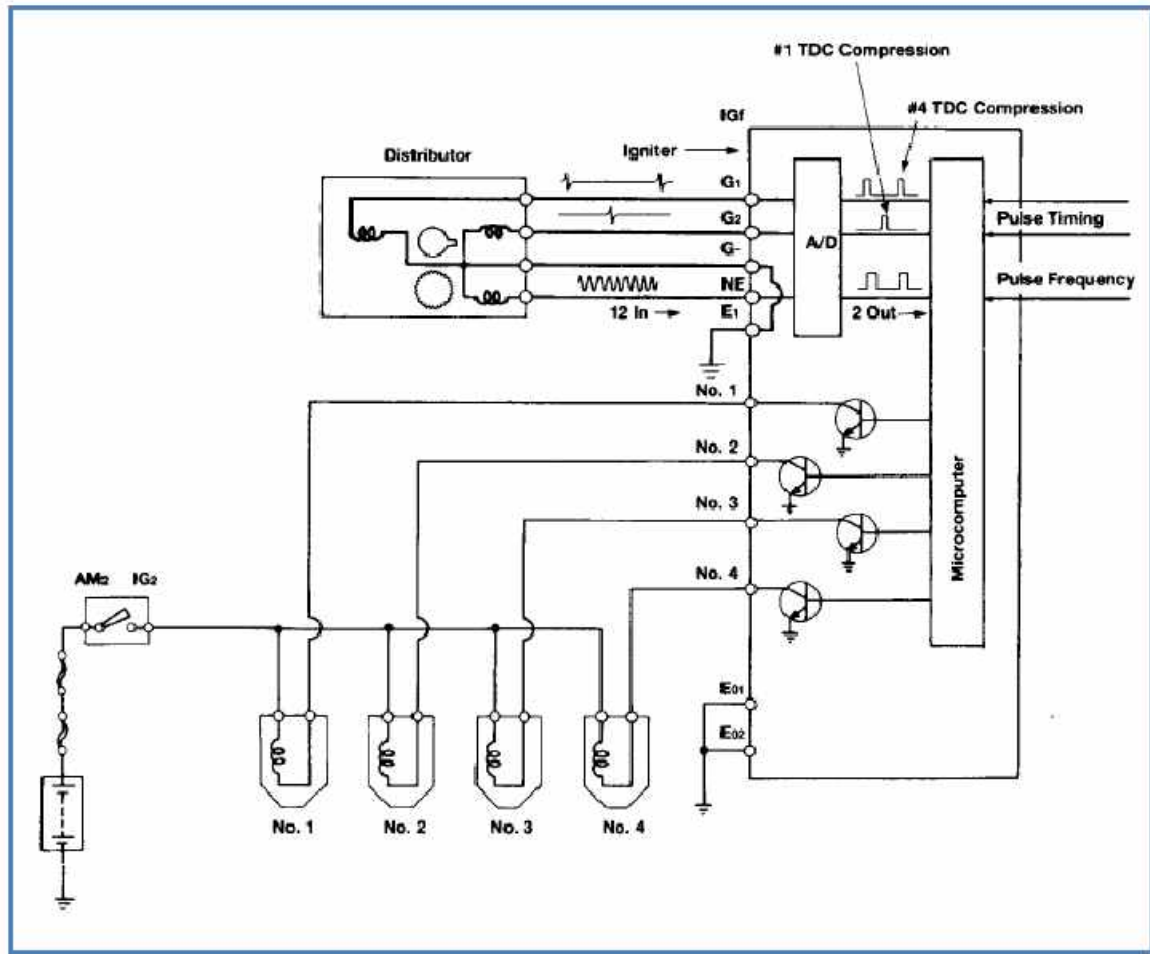 #1 TDC Compression
#4 TDC Compression
IGf
Distributor
Igniter
G1
G2
G-
NE
E1
12 In
A/D
2 Out
Pulse Timing
Pulse Frequency
Microcomputer
No. 1
No. 2
No. 3
No. 4
AM2 IG2
E01
E02
No. 1 No. 2 No. 3 No. 4